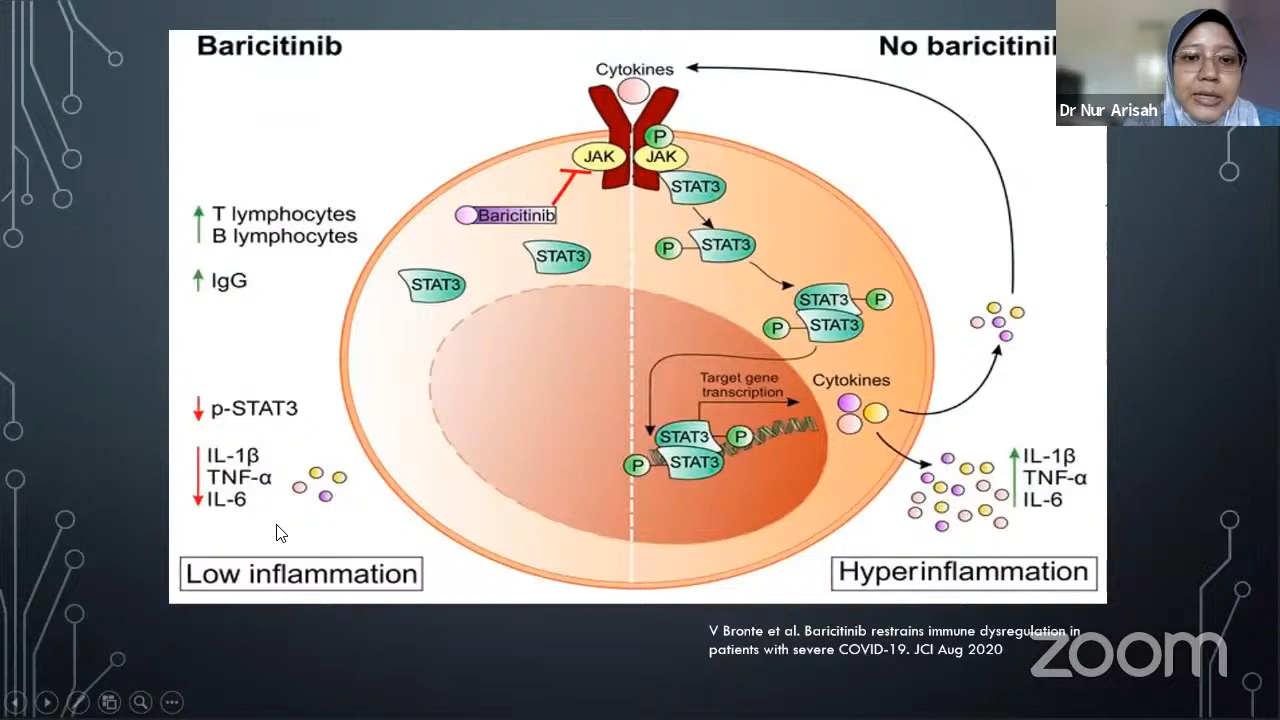 Baricitinib
No baricitinib
Dr Nur Arisah
Cytokines
P
JAK
JAK
STAT3
Baricitinib
T lymphocytes
B lymphocytes
IgG
STAT3
P
STAT3
STAT3
STAT3
P
P
STAT3
p-STAT3
IL-1β
TNF-α
IL-6
Target gene
transcription
Cytokines
STAT3
P
P
STAT3
IL-1β
TNF-α
IL-6
Low inflammation
Hyperinflammation
V Bronte et al. Baricitinib restrains immune dysregulation in
patients with severe COVID-19. JCI Aug 2020
zoom